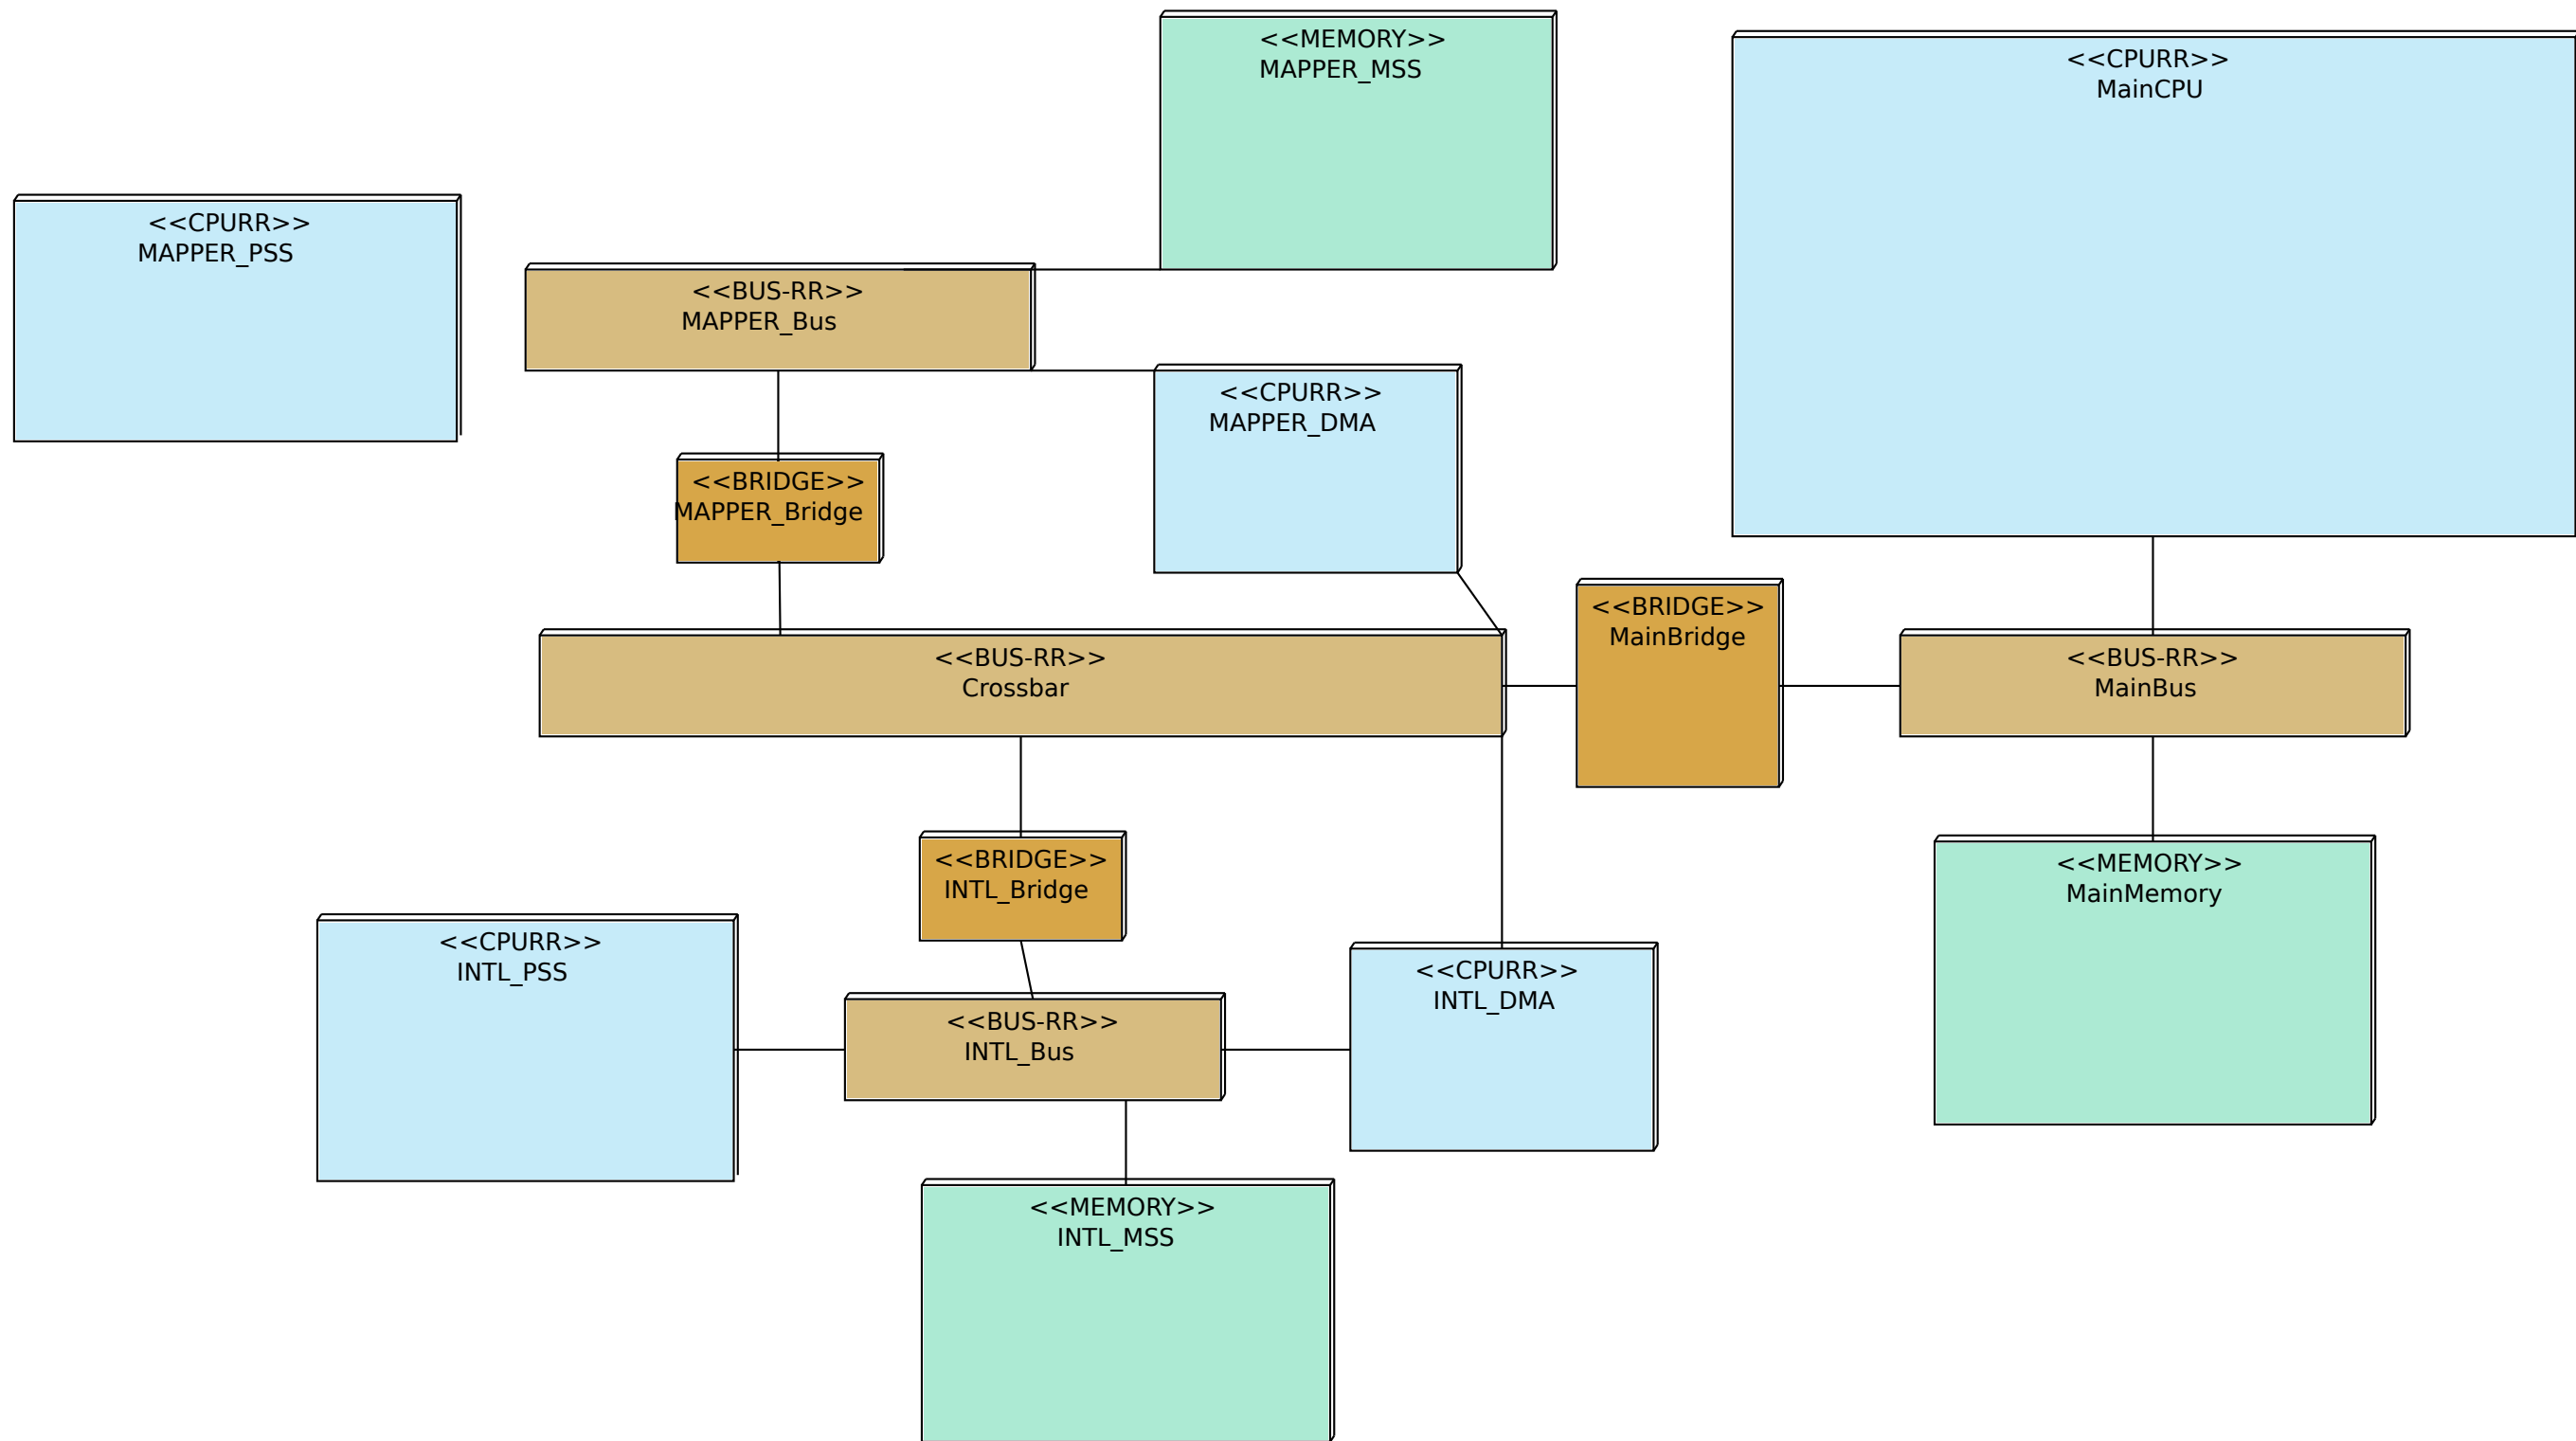 <<MEMORY>>
MAPPER_MSS
<<CPURR>>
MainCPU
<<CPURR>>
MAPPER_PSS
<<BUS-RR>>
MAPPER_Bus
<<CPURR>>
MAPPER_DMA
<<BRIDGE>>
MAPPER_Bridge
<<BRIDGE>>
MainBridge
<<BUS-RR>>
Crossbar
<<BUS-RR>>
MainBus
<<BRIDGE>>
INTL_Bridge
<<MEMORY>>
MainMemory
<<CPURR>>
INTL_PSS
<<CPURR>>
INTL_DMA
<<BUS-RR>>
INTL_Bus
<<MEMORY>>
INTL_MSS